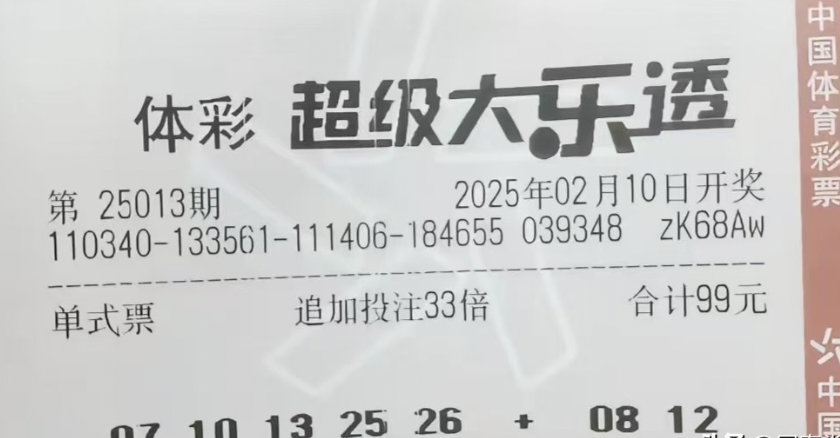 体彩 超级大乐透
第 25013期 2025年02月10日开奖
110340-133561-111406-184655 039348 zK68Aw
单式票 追加投注33倍 合计99元
07 10 13 25 26 + 08 12
中国体育彩票
中国